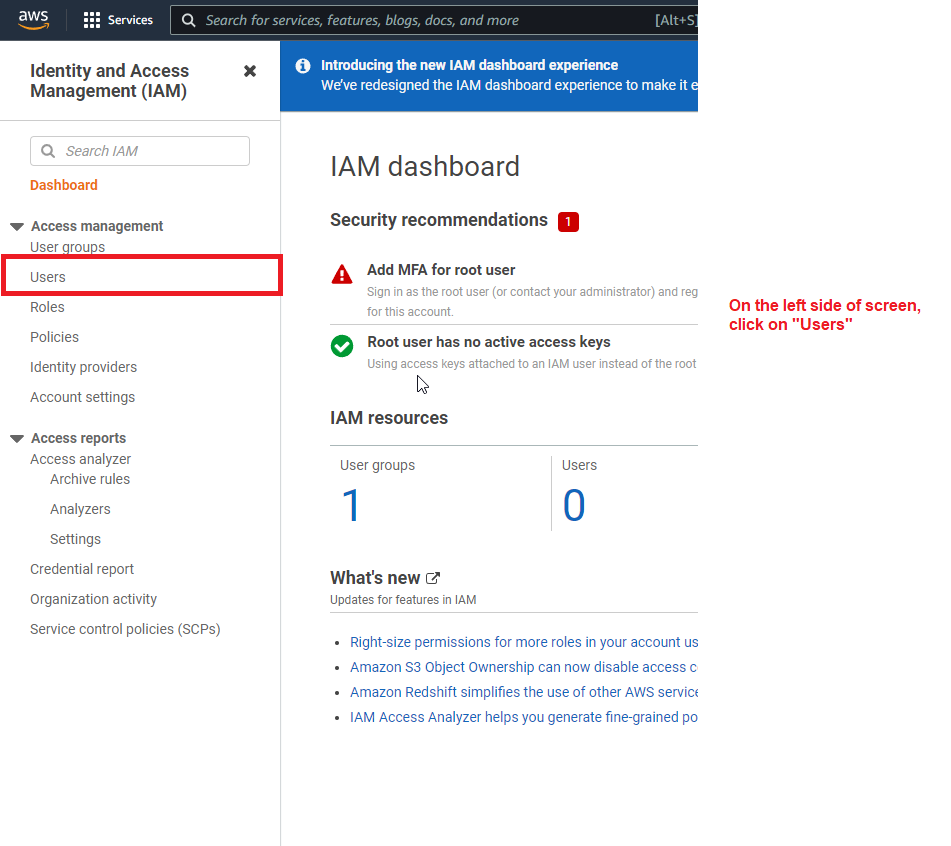 aws
Services
Search for services, features, blogs, docs, and more
[Alt+S]
Identity and Access
Management (IAM)
Search IAM
Dashboard
Access management
User groups
Users
Roles
Policies
Identity providers
Account settings
Access reports
Access analyzer
Archive rules
Analyzers
Settings
Credential report
Organization activity
Service control policies (SCPs)
Introducing the new IAM dashboard experience
We've redesigned the IAM dashboard experience to make it e
IAM dashboard
Security recommendations 1
Add MFA for root user
Sign in as the root user (or contact your administrator) and reg
for this account.
Root user has no active access keys
Using access keys attached to an IAM user instead of the root
IAM resources
User groups
1
Users
0
What's new
Updates for features in IAM
Right-size permissions for more roles in your account us
Amazon S3 Object Ownership can now disable access c
Amazon Redshift simplifies the use of other AWS service
IAM Access Analyzer helps you generate fine-grained po
On the left side of screen,
click on "Users"